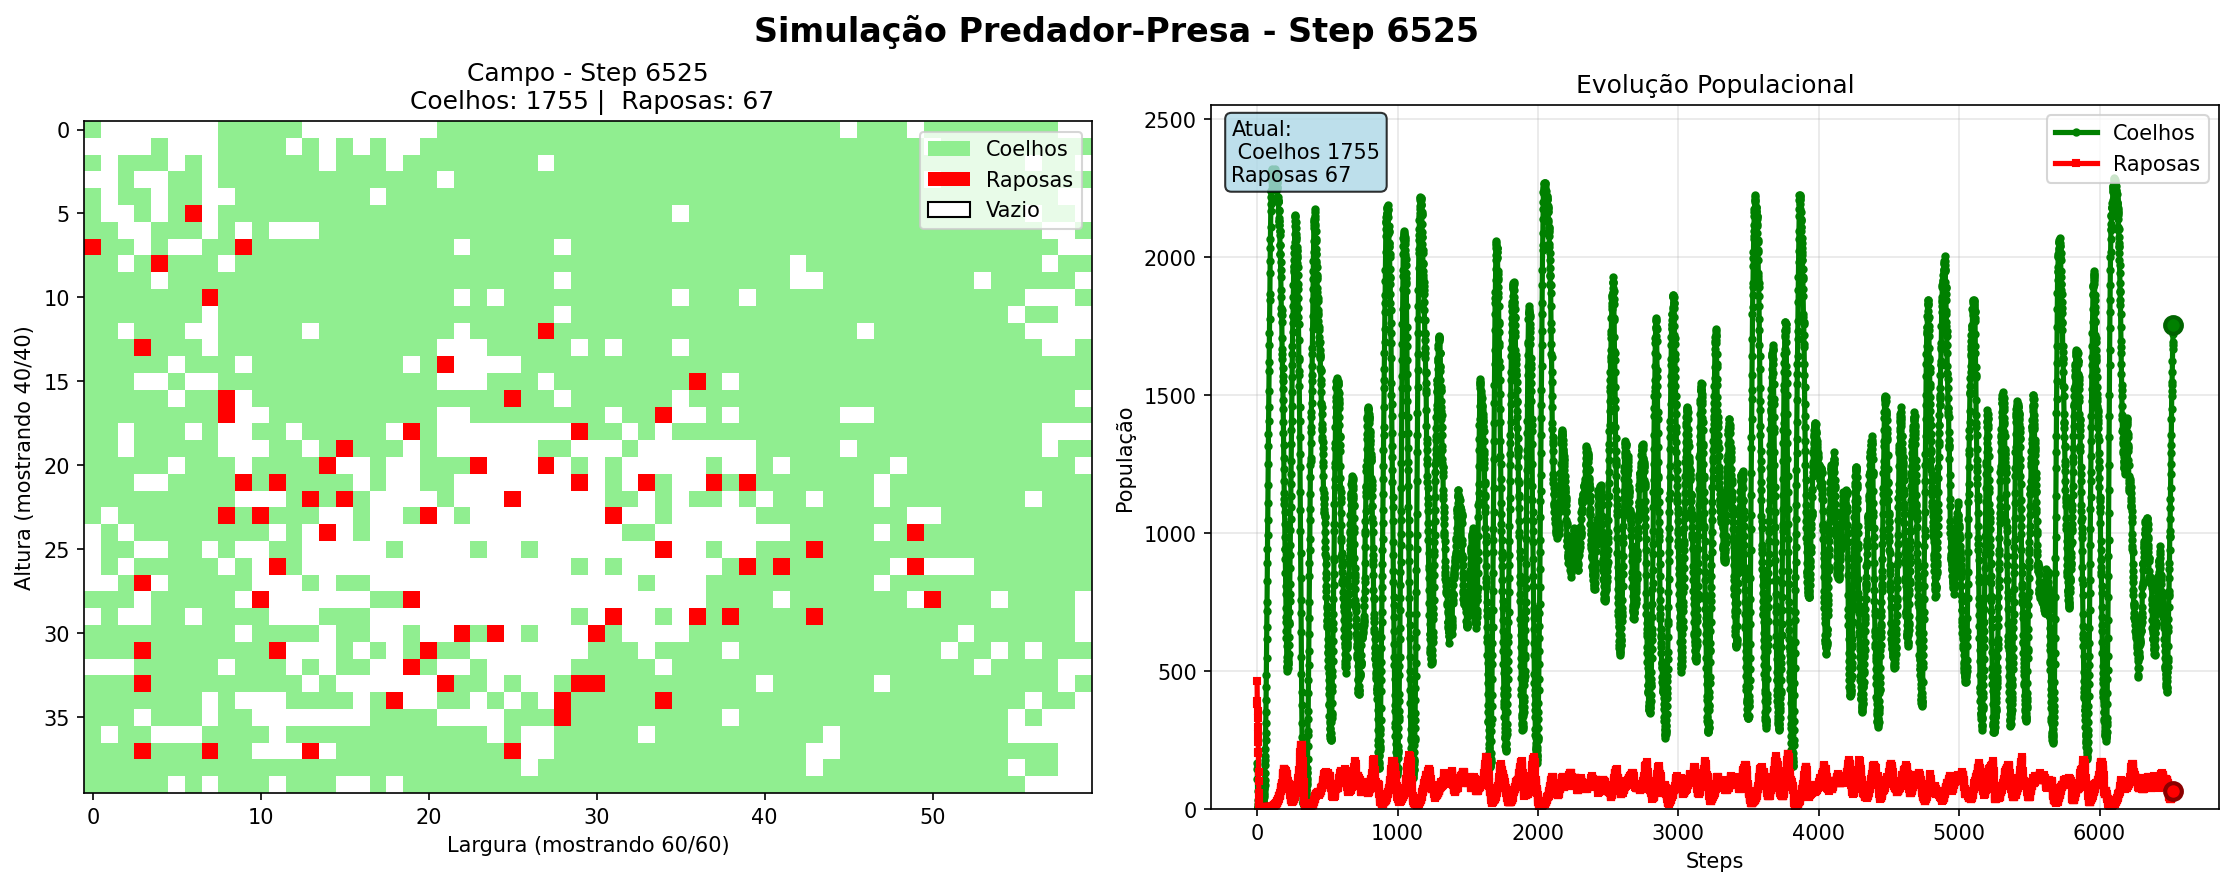 Simulação Predador-Presa - Step 6525
Campo - Step 6525
Coelhos: 1755 |  Raposas: 67
Coelhos
Raposas
Vazio
0
5
10
15
20
25
30
35
Altura (mostrando 40/40)
0
10
20
30
40
50
Largura (mostrando 60/60)
Evolução Populacional
Atual:
Coelhos 1755
Raposas 67
Coelhos
Raposas
2500
2000
1500
1000
500
0
População
0
1000
2000
3000
4000
5000
6000
Steps